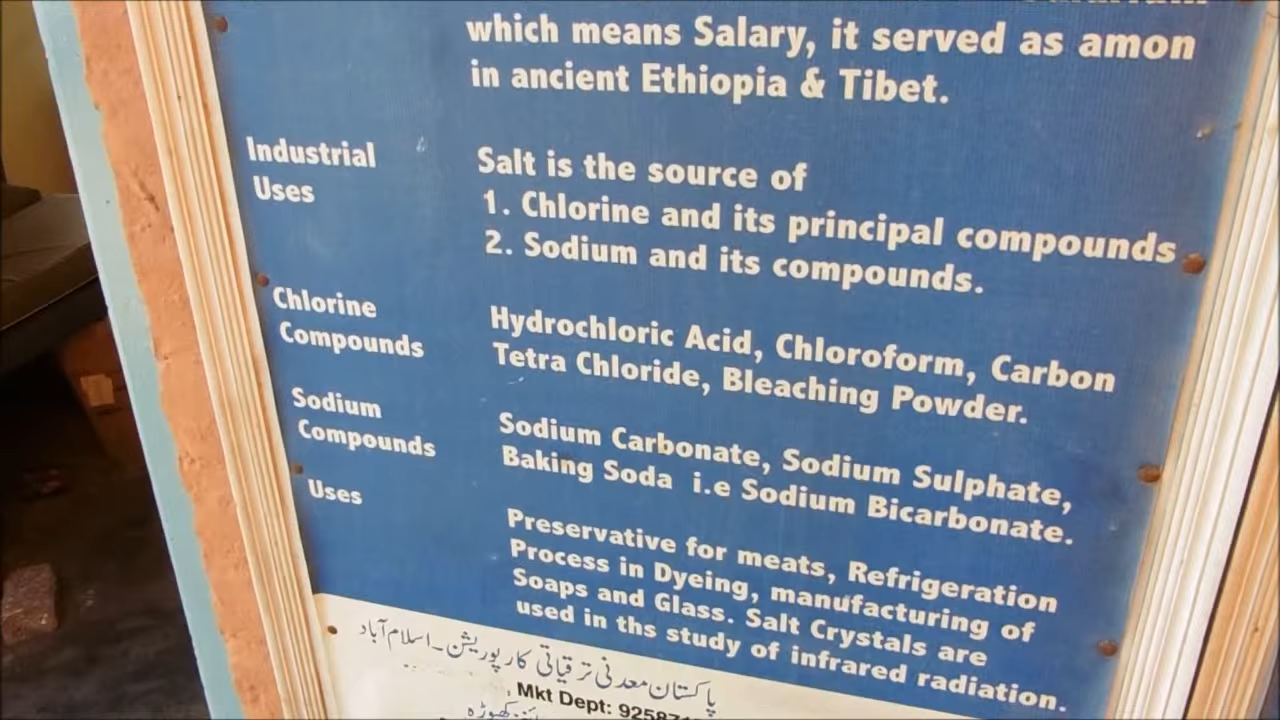 which means Salary, it served as amon
in ancient Ethiopia & Tibet.
Industrial
Uses
Salt is the source of
1. Chlorine and its principal compounds
2. Sodium and its compounds.
Chlorine
Compounds
Hydrochloric Acid, Chloroform, Carbon
Tetra Chloride, Bleaching Powder.
Sodium
Compounds
Sodium Carbonate, Sodium Sulphate,
Baking Soda i.e Sodium Bicarbonate.
Uses
Preservative for meats, Refrigeration
Process in Dyeing, manufacturing of
Soaps and Glass. Salt Crystals are
used in ths study of infrared radiation.
پاکستان معدنی ترقیاتی کارپوریشن۔اسلام آباد
Mkt Dept: